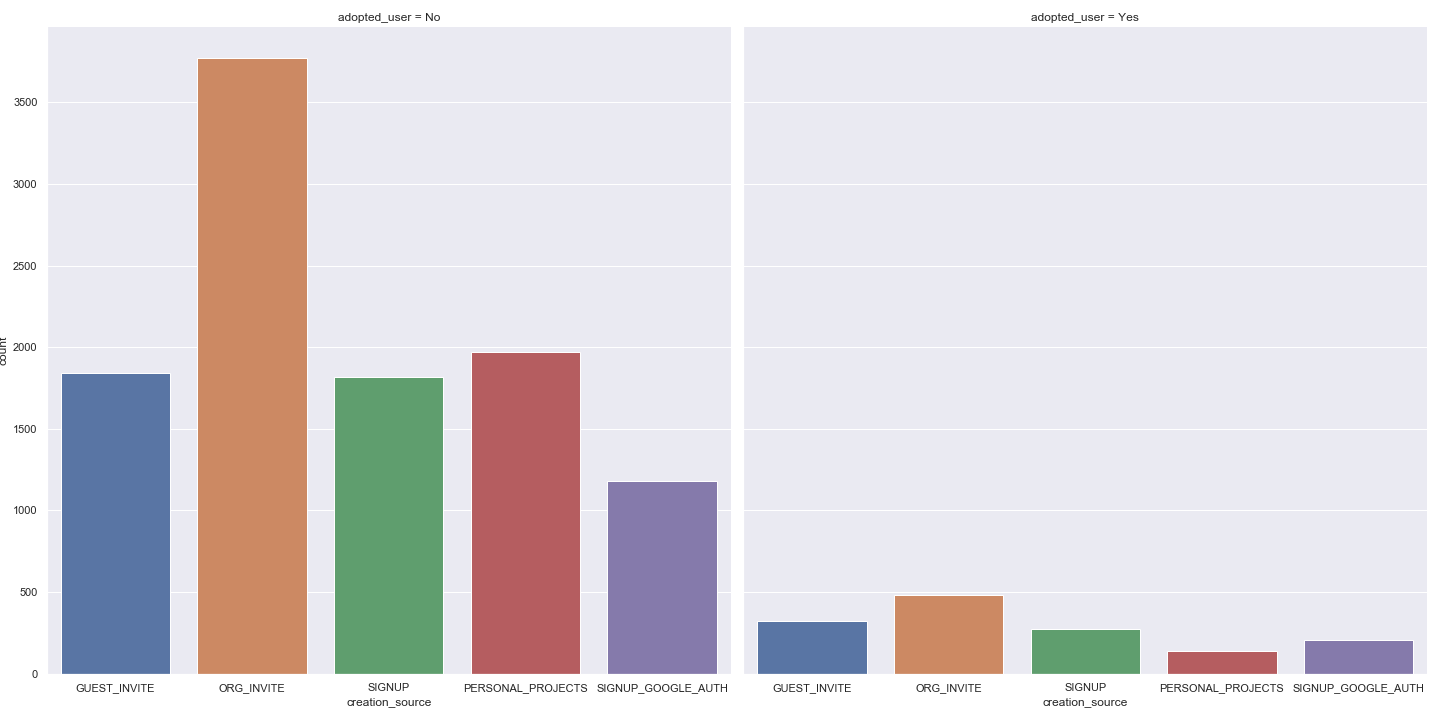 adopted_user = No
adopted_user = Yes
3500
3000
2500
2000
1500
1000
500
0
count
GUEST_INVITE
ORG_INVITE
SIGNUP
PERSONAL_PROJECTS
SIGNUP_GOOGLE_AUTH
creation_source
GUEST_INVITE
ORG_INVITE
SIGNUP
PERSONAL_PROJECTS
SIGNUP_GOOGLE_AUTH
creation_source